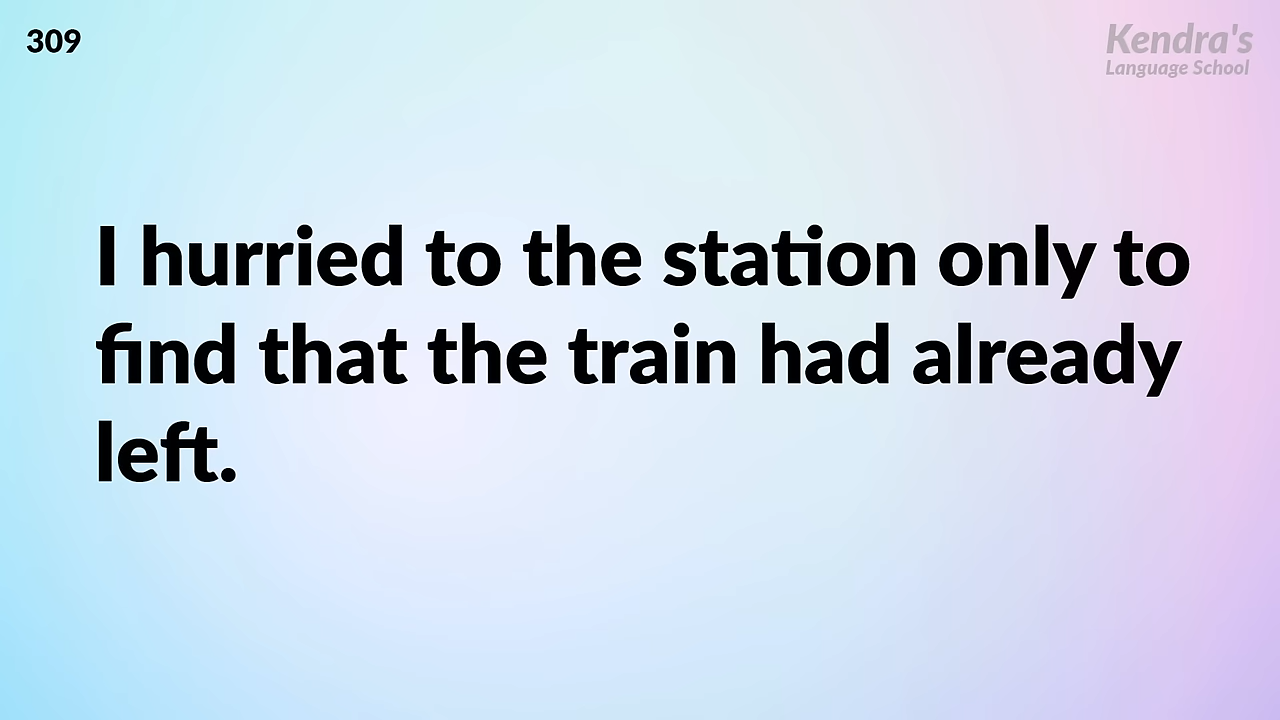 309
Kendra's
Language School
I hurried to the station only to
find that the train had already
left.